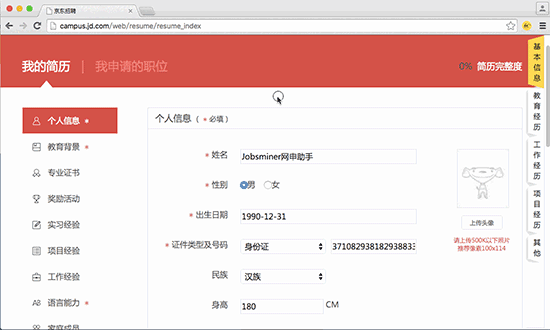 京东招聘
campus.jd.com/web/resume/resume_index
我的简历 | 我申请的职位
0% 简历完整度
基本信息
教育经历
工作经历
项目经历
其他
个人信息 *
教育背景 *
专业证书
奖励活动
实习经验
项目经验
工作经验
语言能力 *
家庭成员
个人信息 ( * 必填 )
* 姓名 Jobsminer网申助手
* 性别 男 女
* 出生日期 1990-12-31
* 证件类型及号码 身份证 37108293818293883
民族 汉族
身高 180 CM
上传头像
请上传500K以下照片
推荐像素100x114